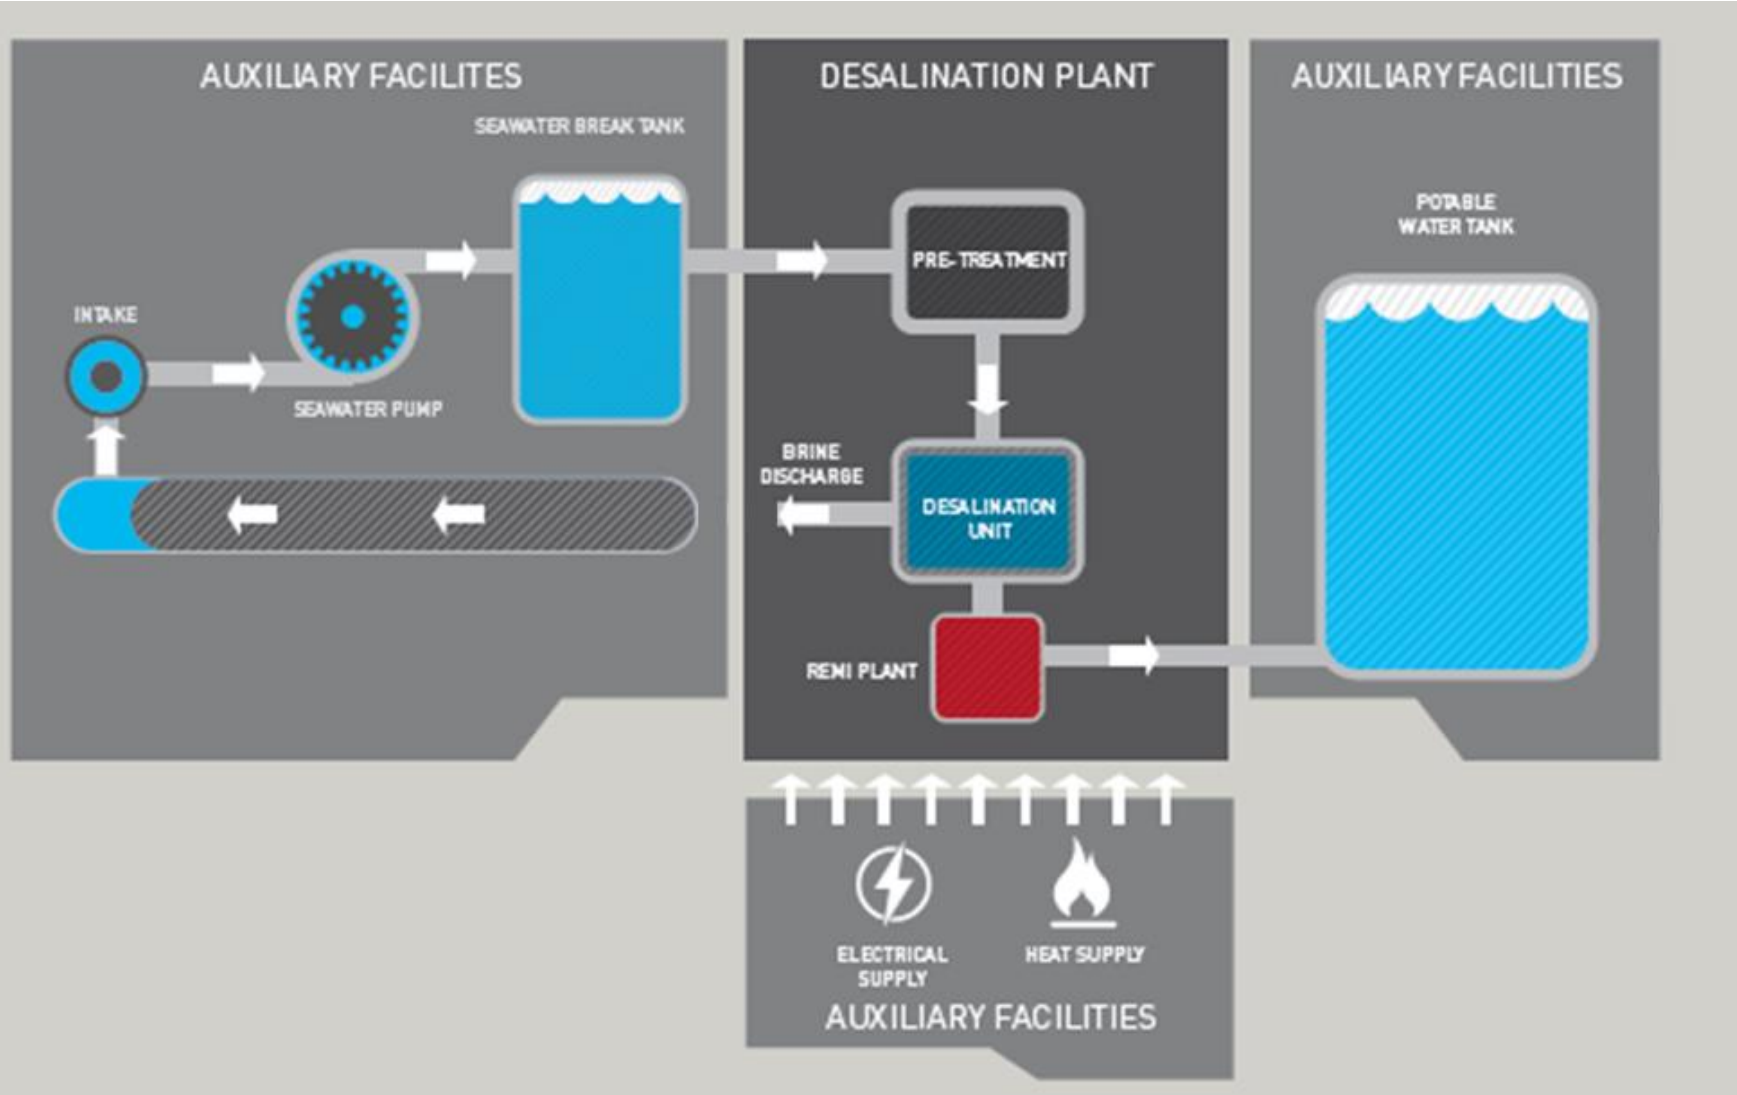 AUXILIARY FACILITES
SEAWATER BREAK TANK
INTAKE
SEAWATER PUMP
DESALINATION PLANT
PRE-TREATMENT
BRINE
DISCHARGE
DESALINATION
UNIT
REMI PLANT
AUXILIARY FACILITIES
POTABLE
WATER TANK
ELECTRICAL
SUPPLY
HEAT SUPPLY
AUXILIARY FACILITIES